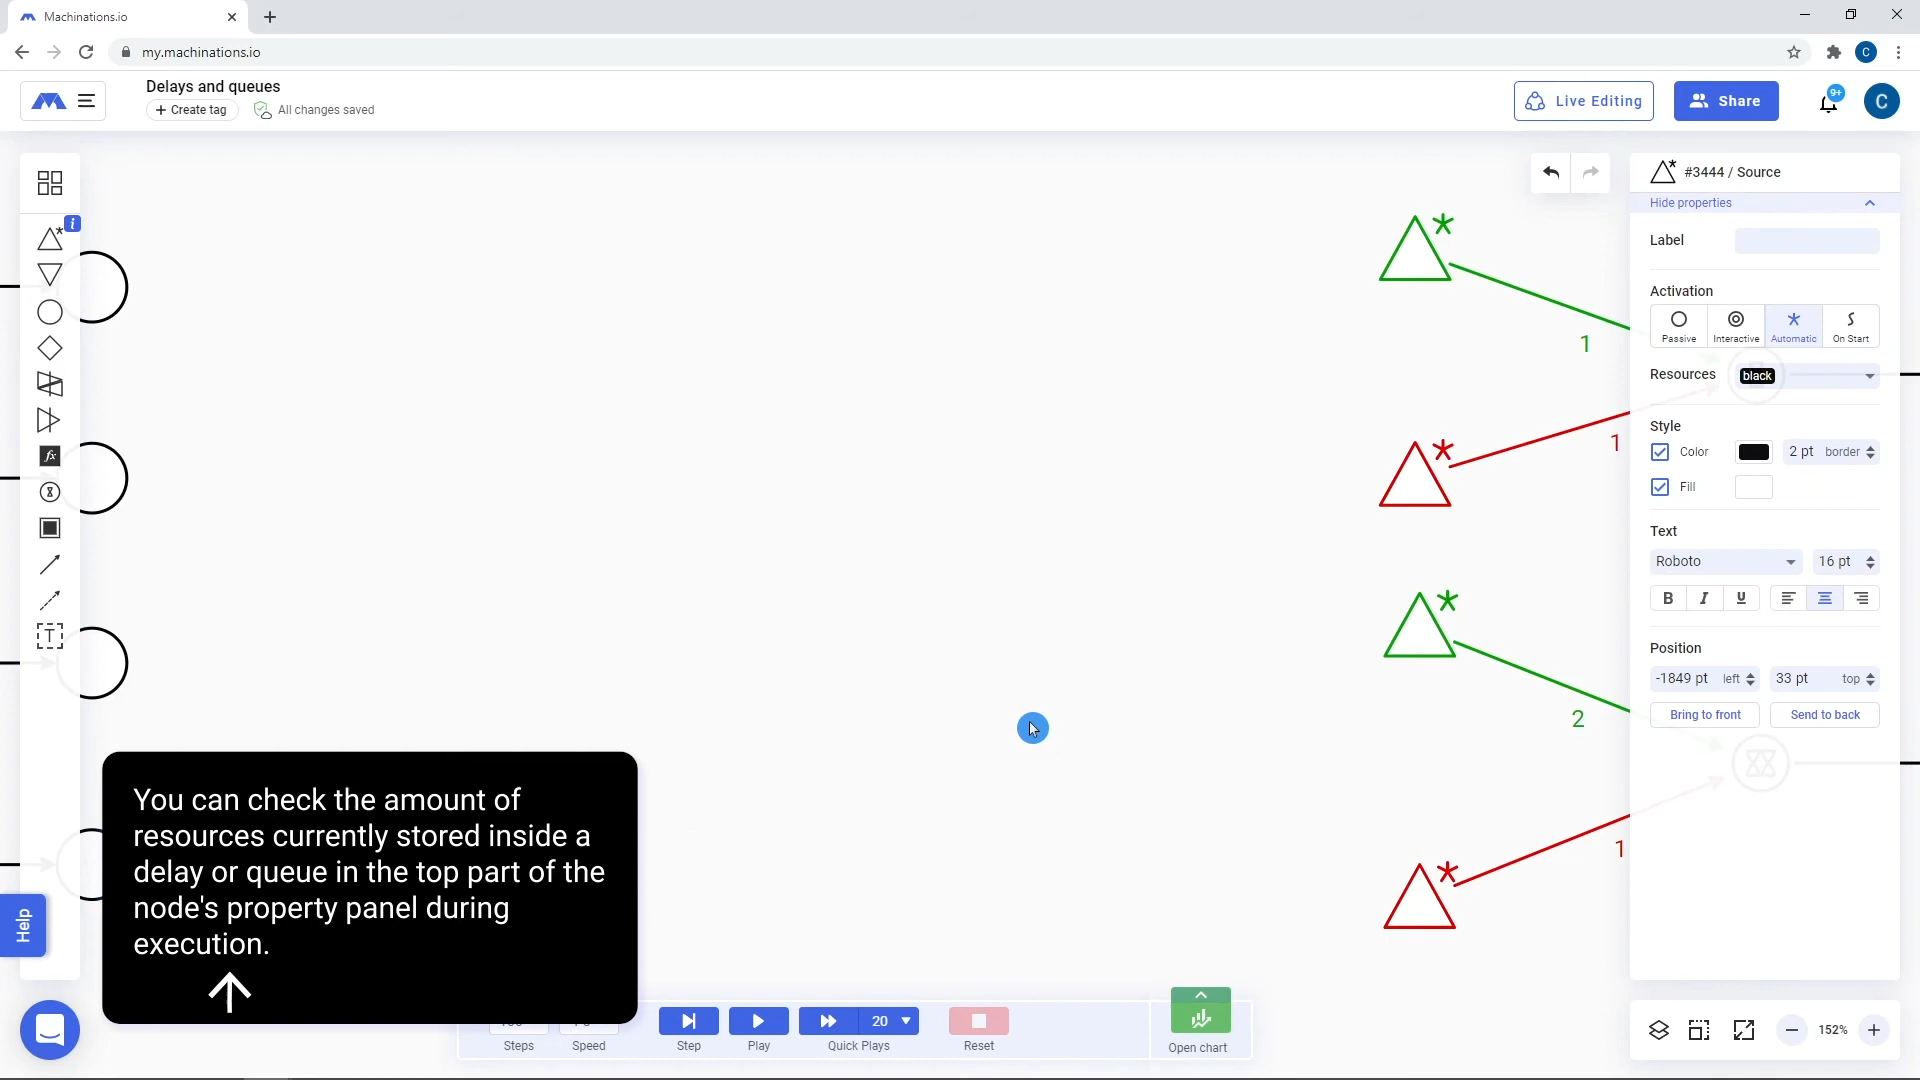 Machinations.io
my.machinations.io
C
Delays and queues
+ Create tag
All changes saved
Live Editing
Share
9+
C
i
#3444 / Source
Hide properties
Label
Activation
Passive
Interactive
Automatic
On Start
Resources
black
Style
Color
2 pt
border
Fill
Text
Roboto
16 pt
B
I
U
Position
-1849 pt
left
33 pt
top
Bring to front
Send to back
1
1
2
1
fx
T
Help
You can check the amount of
resources currently stored inside a
delay or queue in the top part of the
node's property panel during
execution.
Steps
Speed
Step
Play
20
Quick Plays
Reset
Open chart
152%